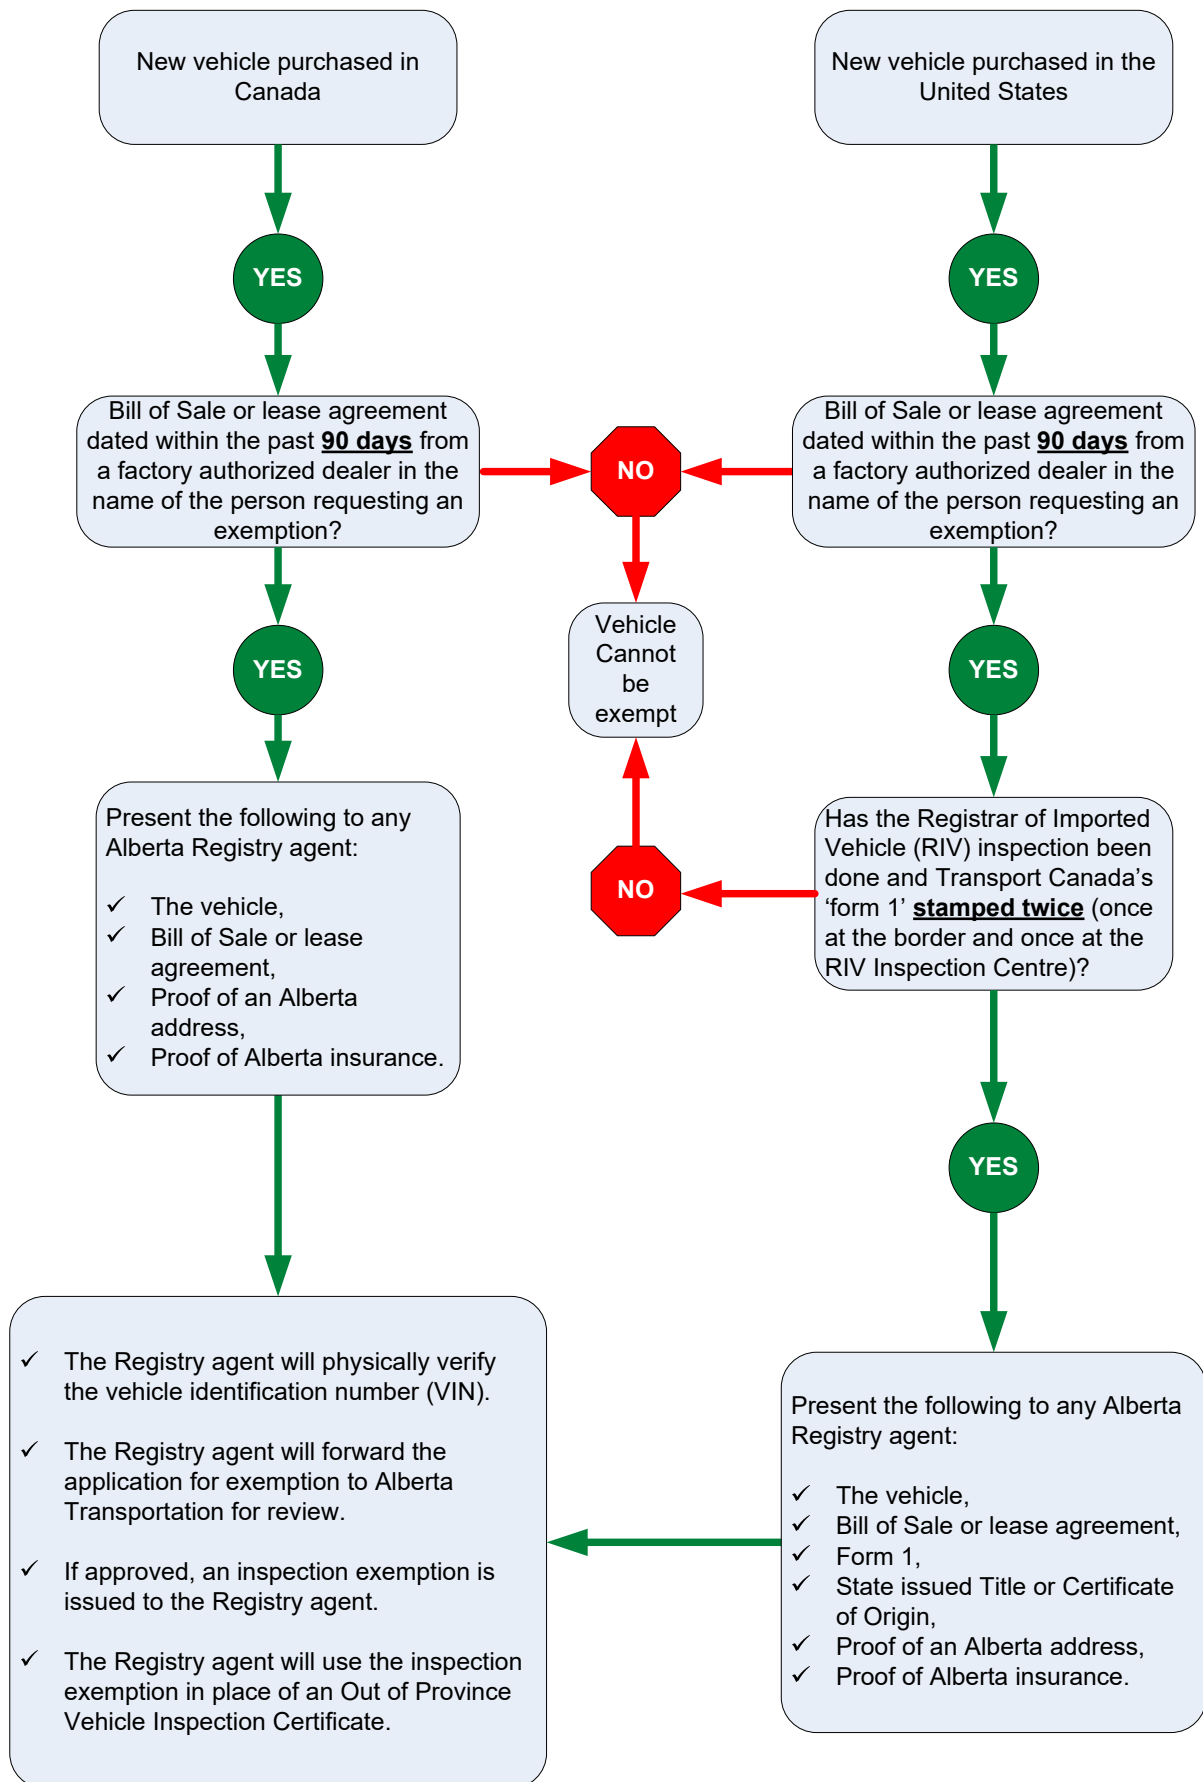 New vehicle purchased in
Canada
New vehicle purchased in the
United States
YES
YES
Bill of Sale or lease agreement
dated within the past 90 days from
a factory authorized dealer in the
name of the person requesting an
exemption?
NO
Bill of Sale or lease agreement
dated within the past 90 days from
a factory authorized dealer in the
name of the person requesting an
exemption?
YES
Vehicle
Cannot
be
exempt
YES
Present the following to any
Alberta Registry agent:
✓ The vehicle,
✓ Bill of Sale or lease
agreement,
✓ Proof of an Alberta
address,
✓ Proof of Alberta insurance.
NO
Has the Registrar of Imported
Vehicle (RIV) inspection been
done and Transport Canada's
'form 1' stamped twice (once
at the border and once at the
RIV Inspection Centre)?
YES
✓ The Registry agent will physically verify
the vehicle identification number (VIN).
✓ The Registry agent will forward the
application for exemption to Alberta
Transportation for review.
✓ If approved, an inspection exemption is
issued to the Registry agent.
✓ The Registry agent will use the inspection
exemption in place of an Out of Province
Vehicle Inspection Certificate.
Present the following to any Alberta
Registry agent:
✓ The vehicle,
✓ Bill of Sale or lease agreement,
✓ Form 1,
✓ State issued Title or Certificate
of Origin,
✓ Proof of an Alberta address,
✓ Proof of Alberta insurance.